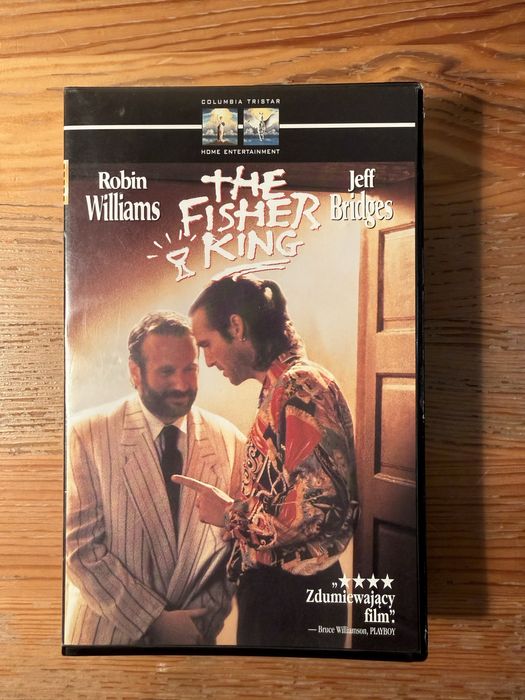 COLUMBIA TRISTAR
HOME ENTERTAINMENT
Robin
Williams
THE
FISHER
KING
Jeff
Bridges
„★★★★
Zdumiewający
film”.
— Bruce Williamson, PLAYBOY